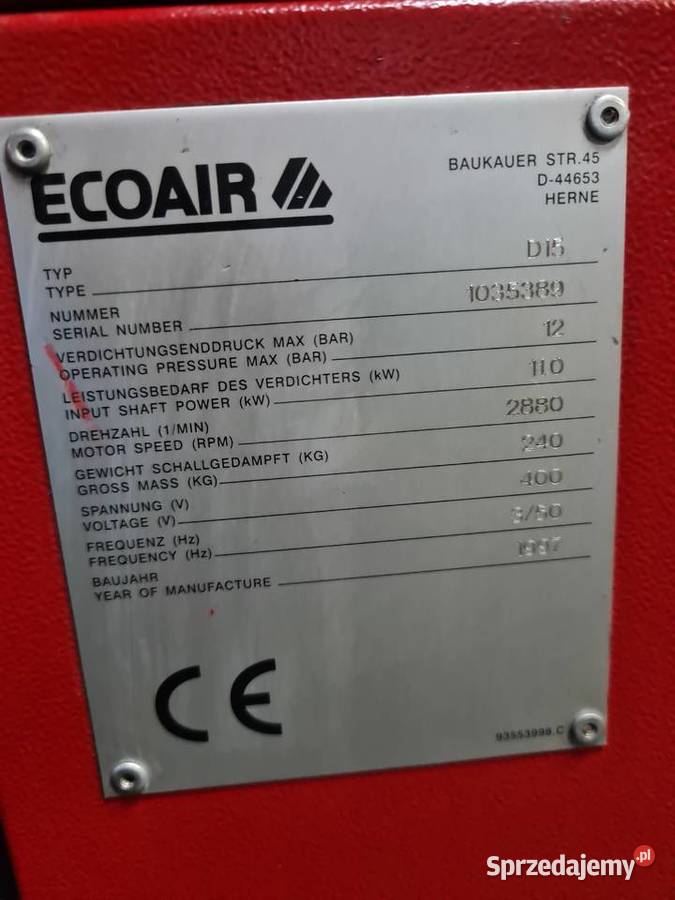 ECOAIR
BAUKAUER STR.45
D-44653
HERNE
TYP
TYPE D15
NUMMER
SERIAL NUMBER 1035389
VERDICHTUNGSENDDRUCK MAX (BAR)
OPERATING PRESSURE MAX (BAR) 12
LEISTUNGSBEDARF DES VERDICHTERS (kW)
INPUT SHAFT POWER (kW) 11.0
DREHZAHL (1/MIN)
MOTOR SPEED (RPM) 2880
GEWICHT SCHALLGEDAMPFT (KG)
GROSS MASS (KG) 240
SPANNUNG (V)
VOLTAGE (V) 400
FREQUENZ (Hz)
FREQUENCY (Hz) 3/50
BAUJAHR
YEAR OF MANUFACTURE 1997
CE
93553998 C
Sprzedajemy.pl